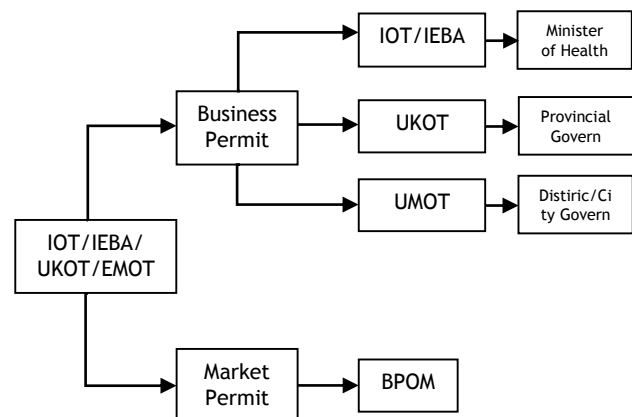 IOT/IEBA
Minister
of Health
Business
Permit
UKOT
Provincial
Govern
UMOT
Distiric/Ci
ty Govern
IOT/IEBA/
UKOT/EMOT
Market
Permit
BPOM